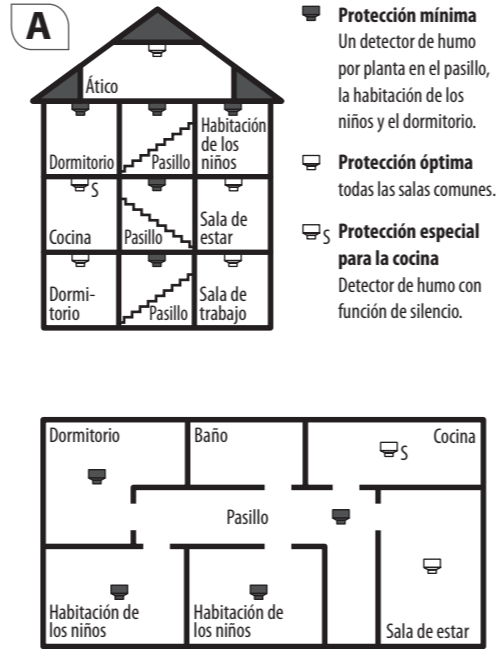 A
Protección mínima
Un detector de humo
por planta en el pasillo,
la habitación de los
niños y el dormitorio.
Protección óptima
todas las salas comunes.
S Protección especial
para la cocina
Detector de humo con
función de silencio.
Ático
Dormitorio
Pasillo
Habitación
de los
niños
S
Cocina
Pasillo
Sala de
estar
Dormi-
torio
Pasillo
Sala de
trabajo
Dormitorio
Baño
S
Cocina
Pasillo
Habitación de
los niños
Habitación de
los niños
Sala de estar